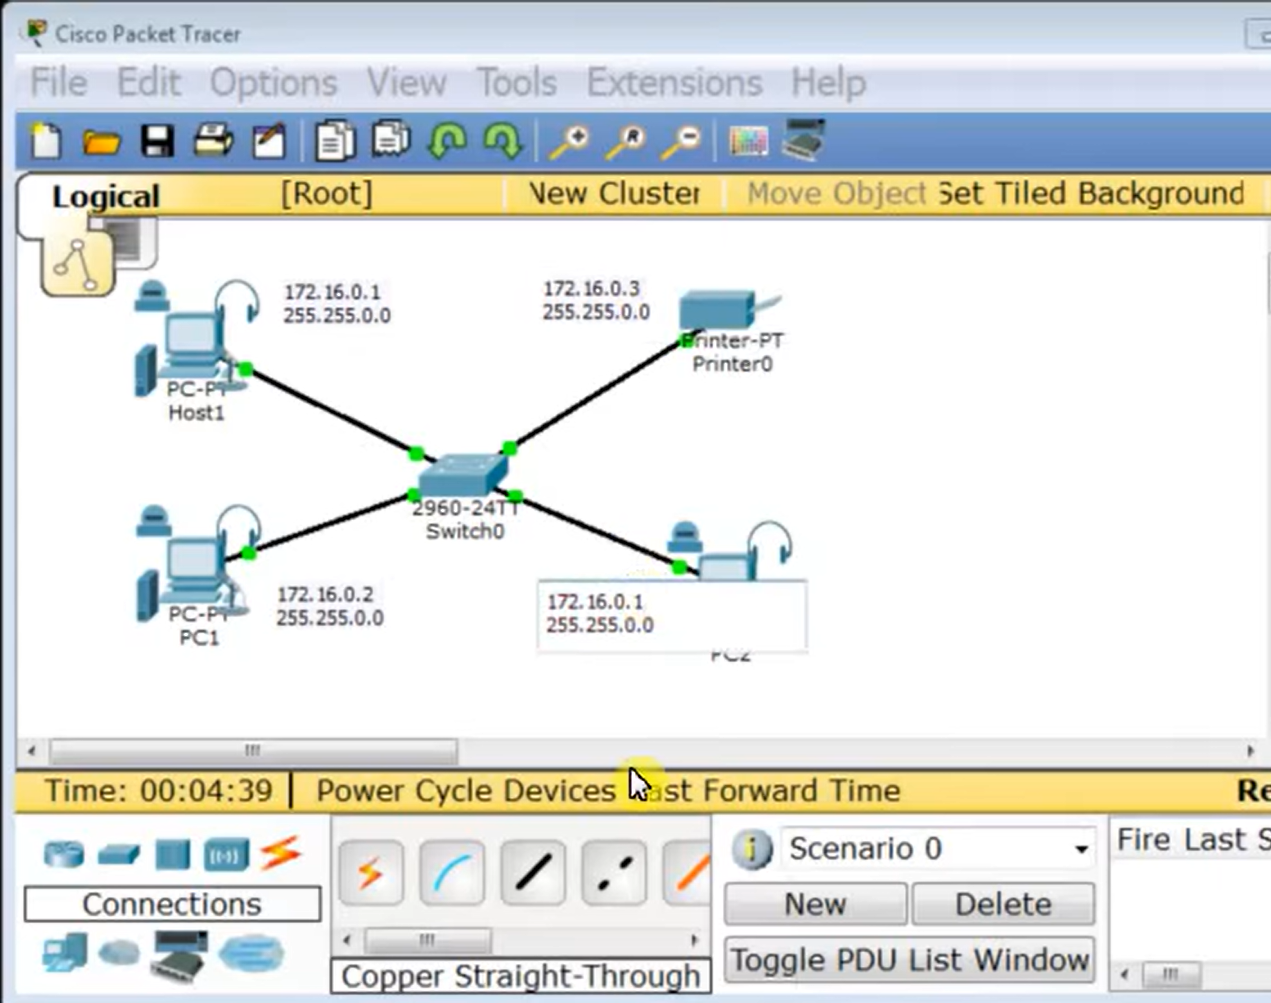 Cisco Packet Tracer
File Edit Options View Tools Extensions Help
Logical [Root] New Cluster Move Object Set Tiled Background
172.16.0.1
255.255.0.0
172.16.0.3
255.255.0.0
Printer-PT
Printer0
PC-PT
Host1
2960-24TT
Switch0
172.16.0.2
255.255.0.0
PC-PT
PC1
172.16.0.1
255.255.0.0
PC2
Time: 00:04:39 Power Cycle Devices Fast Forward Time Re
Scenario 0
Fire Last S
Connections
New Delete
Toggle PDU List Window
Copper Straight-Through